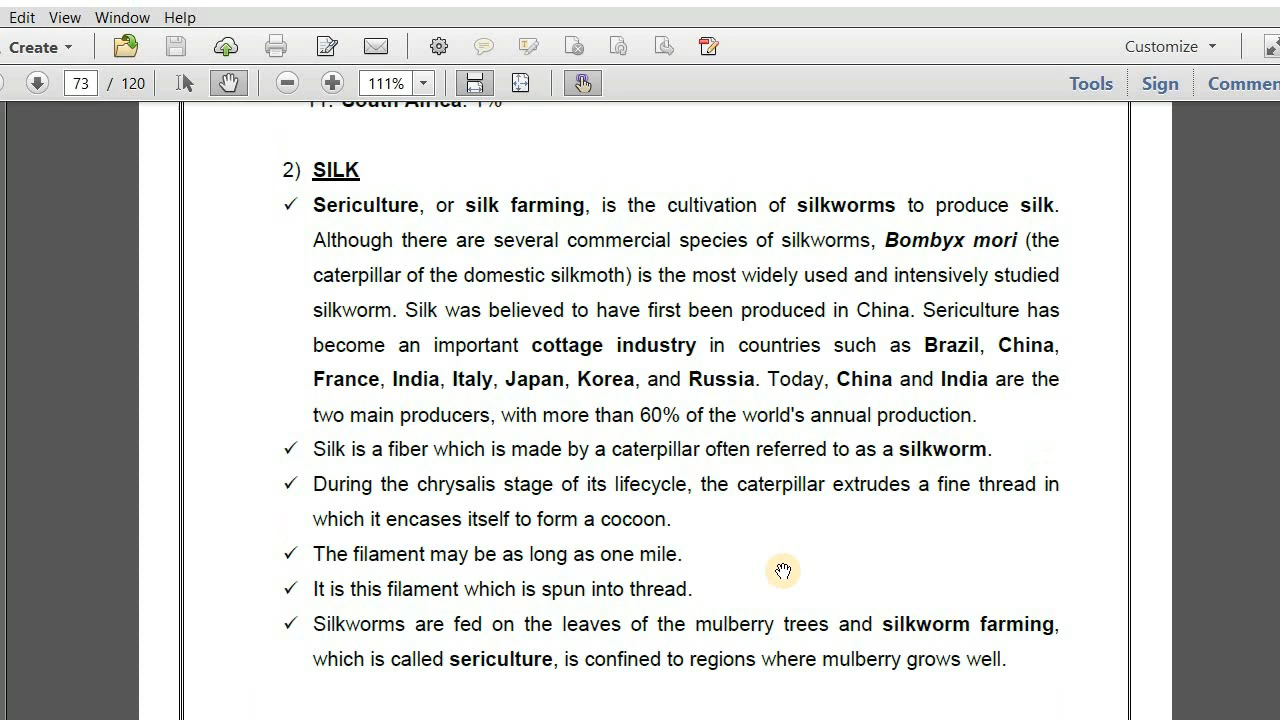 Edit View Window Help
Create Customize
73 / 120 111% Tools Sign Commen
11. South Africa: 1%
2) SILK
✓ Sericulture, or silk farming, is the cultivation of silkworms to produce silk.
Although there are several commercial species of silkworms, Bombyx mori (the
caterpillar of the domestic silkmoth) is the most widely used and intensively studied
silkworm. Silk was believed to have first been produced in China. Sericulture has
become an important cottage industry in countries such as Brazil, China,
France, India, Italy, Japan, Korea, and Russia. Today, China and India are the
two main producers, with more than 60% of the world's annual production.
✓ Silk is a fiber which is made by a caterpillar often referred to as a silkworm.
✓ During the chrysalis stage of its lifecycle, the caterpillar extrudes a fine thread in
which it encases itself to form a cocoon.
✓ The filament may be as long as one mile.
✓ It is this filament which is spun into thread.
✓ Silkworms are fed on the leaves of the mulberry trees and silkworm farming,
which is called sericulture, is confined to regions where mulberry grows well.